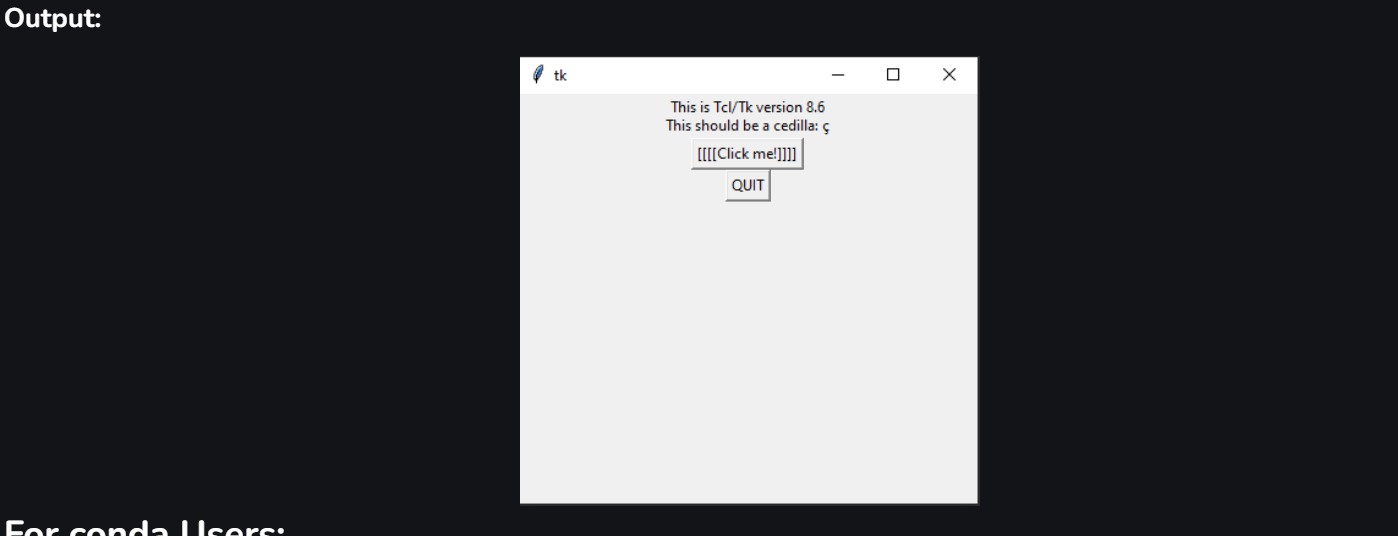 Output:
tk
This is Tcl/Tk version 8.6
This should be a cedilla: ç
[[[[Click me!]]]]
QUIT
For conda Users: